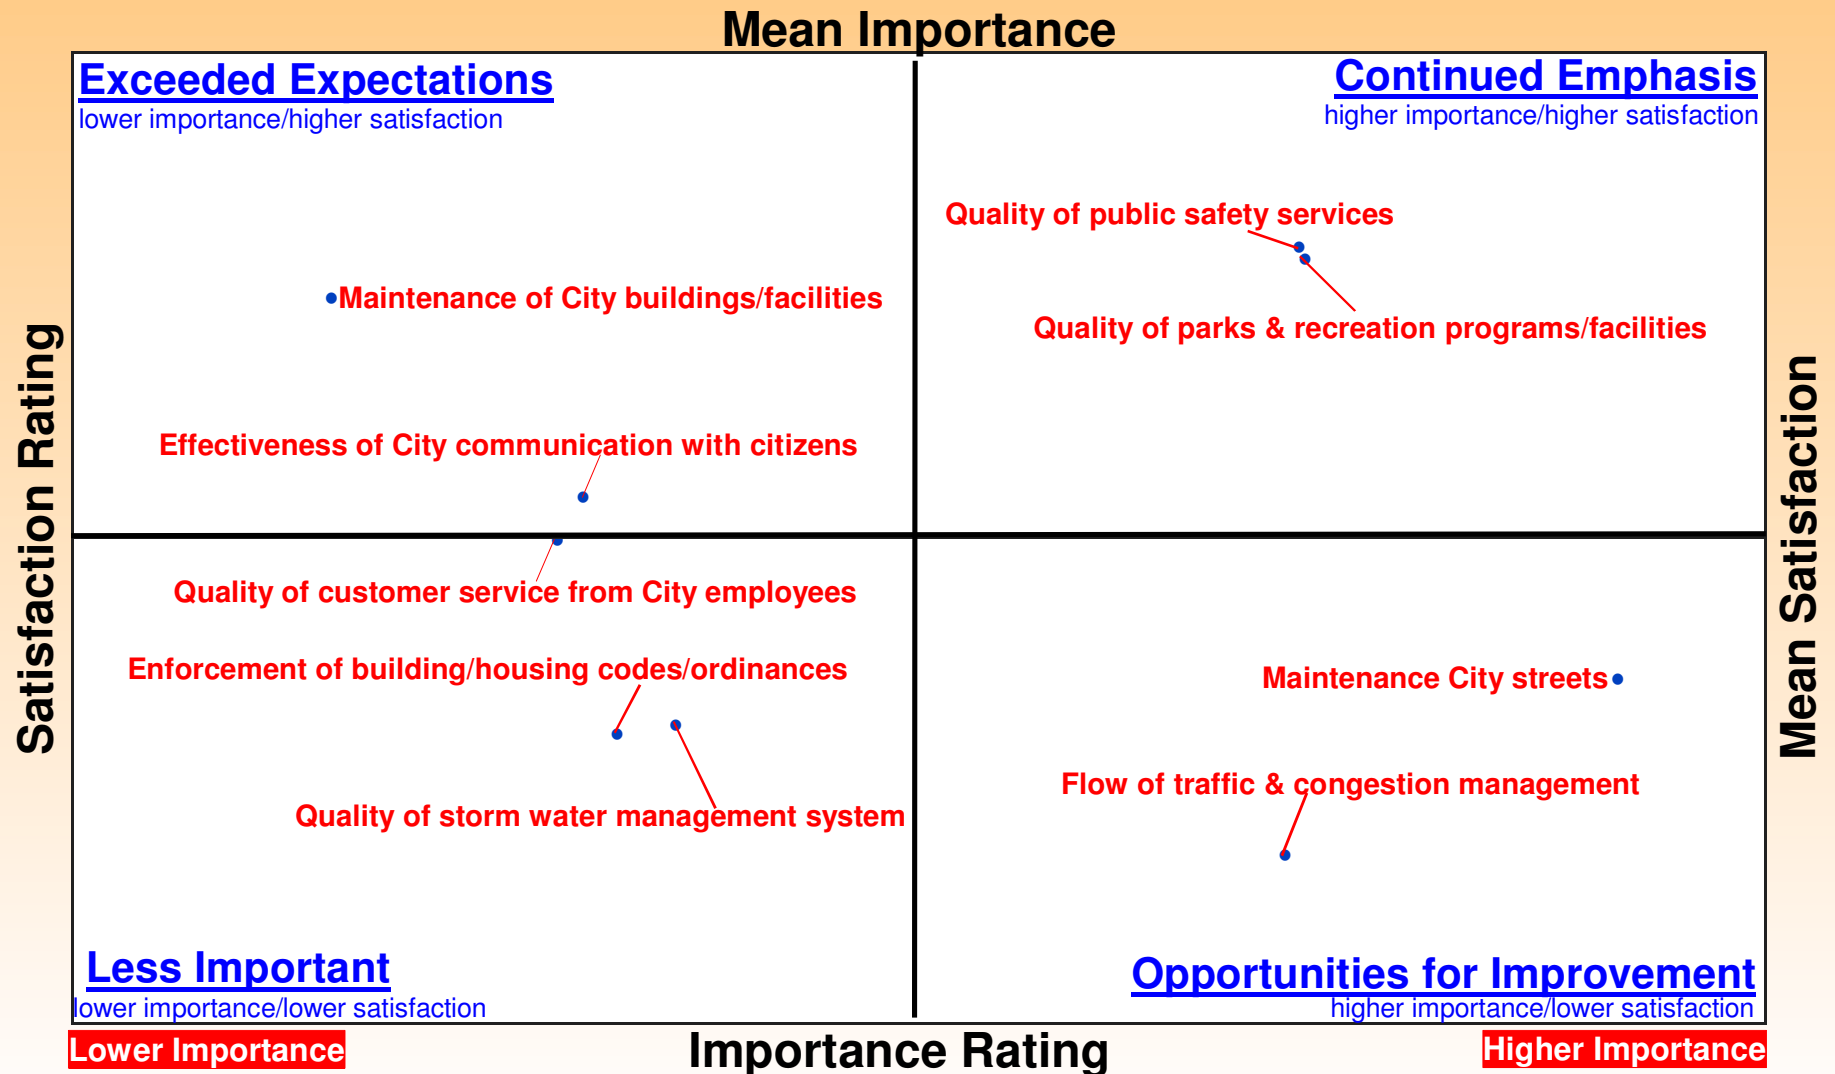 Mean Importance
Exceeded Expectations
lower importance/higher satisfaction
Continued Emphasis
higher importance/higher satisfaction
Quality of public safety services
Maintenance of City buildings/facilities
Quality of parks & recreation programs/facilities
Effectiveness of City communication with citizens
Satisfaction Rating
Mean Satisfaction
Quality of customer service from City employees
Enforcement of building/housing codes/ordinances
Maintenance City streets
Flow of traffic & congestion management
Quality of storm water management system
Less Important
lower importance/lower satisfaction
Opportunities for Improvement
higher importance/lower satisfaction
Lower Importance
Importance Rating
Higher Importance